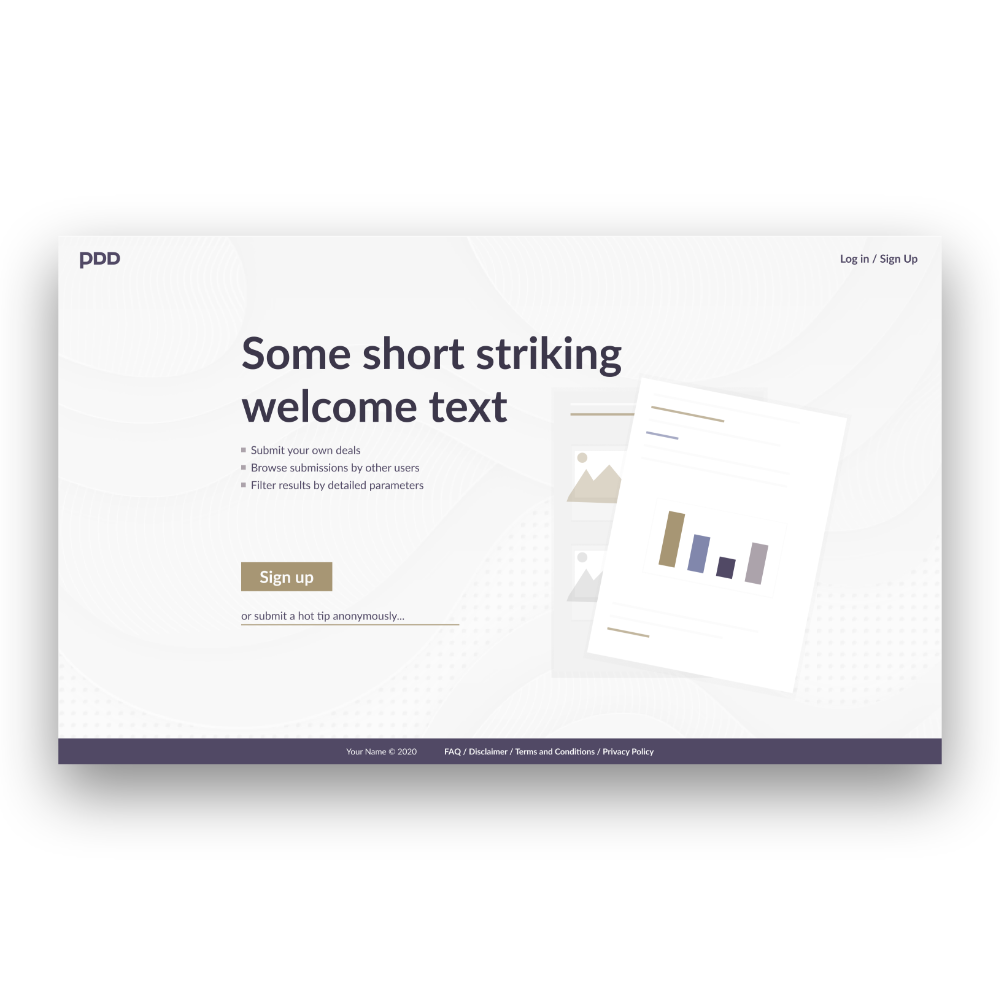 PDD
Log in / Sign Up
Some short striking
welcome text
Submit your own deals
Browse submissions by other users
Filter results by detailed parameters
Sign up
or submit a hot tip anonymously...
Your Name © 2020 FAQ / Disclaimer / Terms and Conditions / Privacy Policy